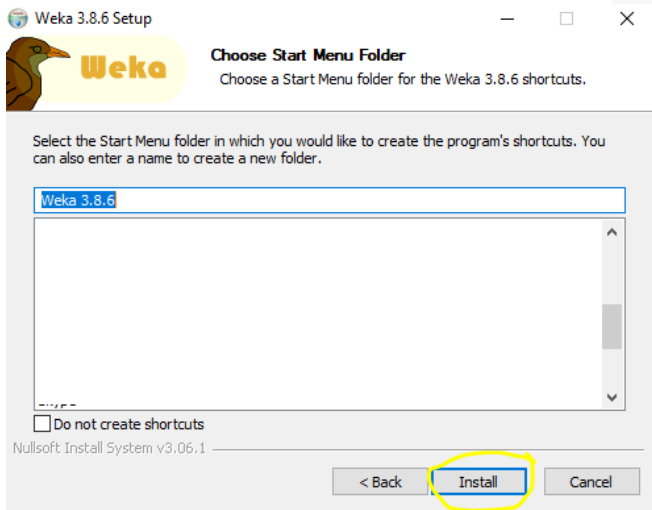 Weka 3.8.6 Setup
Weka
Choose Start Menu Folder
Choose a Start Menu folder for the Weka 3.8.6 shortcuts.
Select the Start Menu folder in which you would like to create the program's shortcuts. You
can also enter a name to create a new folder.
Weka 3.8.6
Do not create shortcuts
Nullsoft Install System v3.06.1
< Back
Install
Cancel